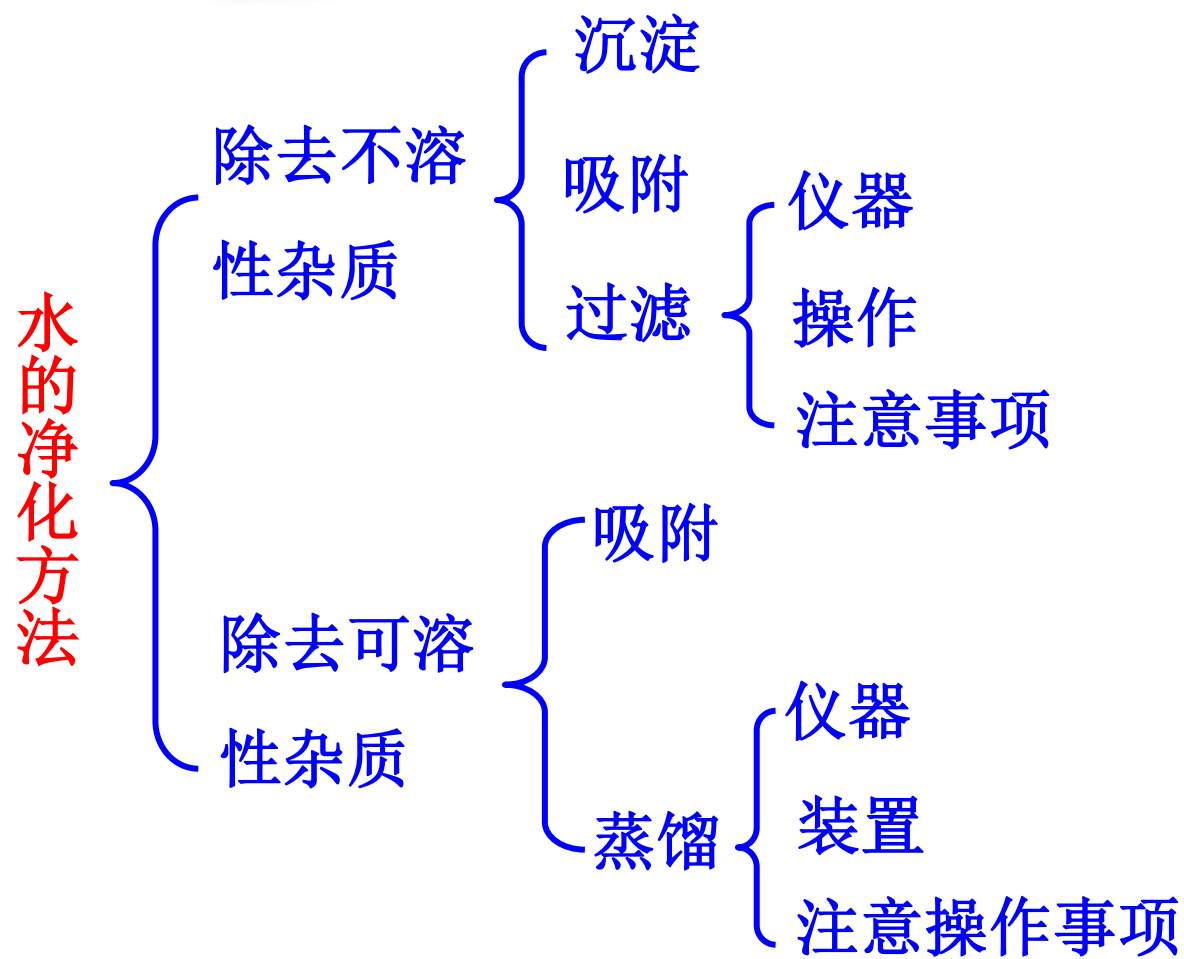 水的净化方法
除去不溶
性杂质
沉淀
吸附
过滤
仪器
操作
注意事项
除去可溶
性杂质
吸附
蒸馏
仪器
装置
注意操作事项